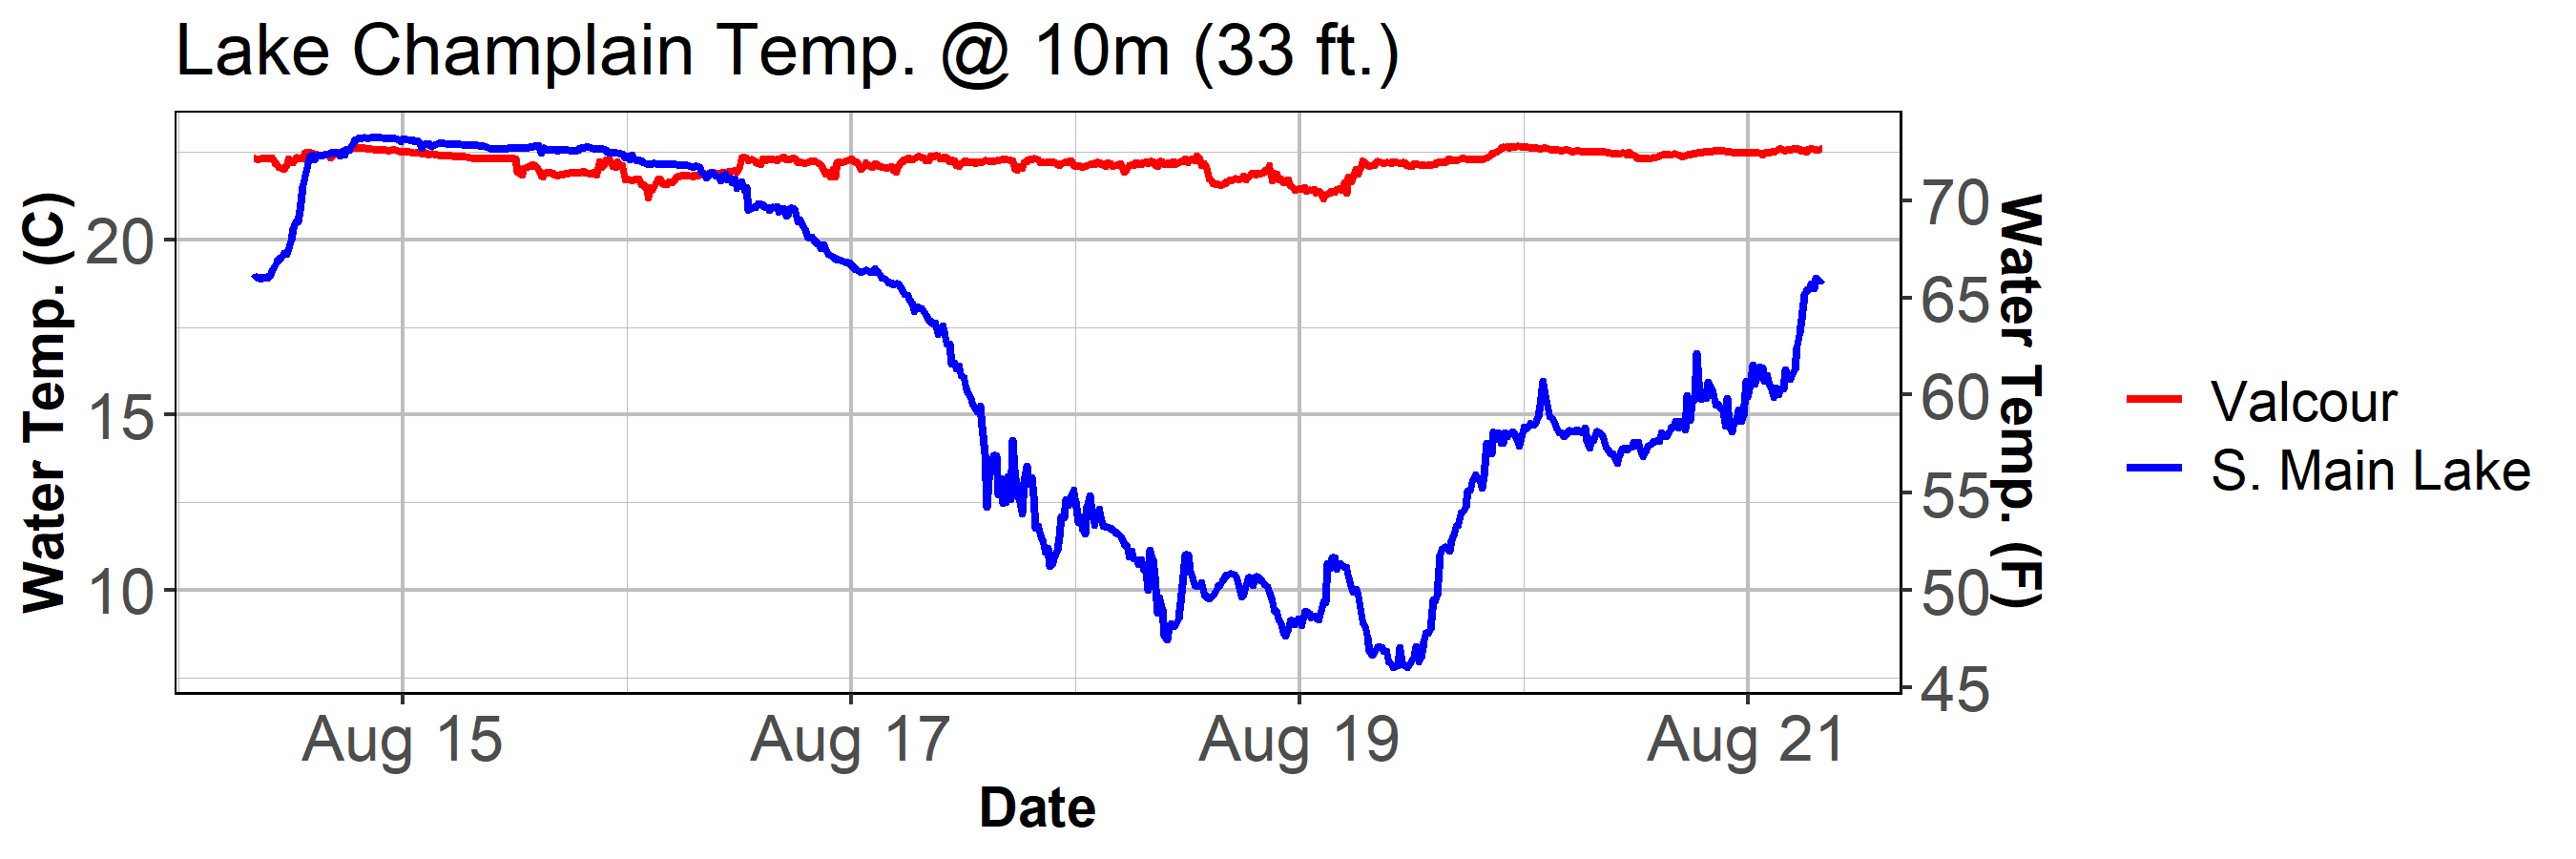 Lake Champlain Temp. @ 10m (33 ft.)
Water Temp. (C)
20
15
10
70
65
60
55
50
45
Water Temp. (F)
Aug 15
Aug 17
Aug 19
Aug 21
Date
Valcour
S. Main Lake